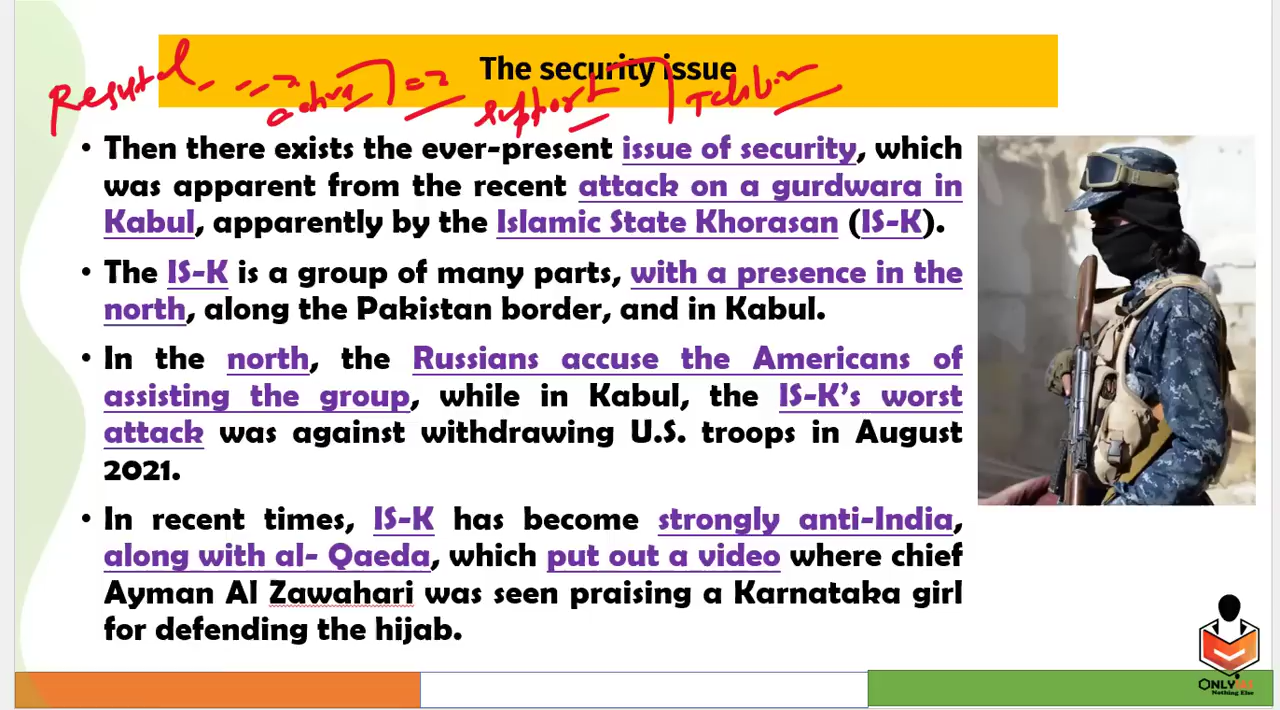 The security issue
support
• Then there exists the ever-present issue of security, which
was apparent from the recent attack on a gurdwara in
Kabul, apparently by the Islamic State Khorasan (IS-K).
• The IS-K is a group of many parts, with a presence in the
north, along the Pakistan border, and in Kabul.
• In the north, the Russians accuse the Americans of
assisting the group, while in Kabul, the IS-K's worst
attack was against withdrawing U.S. troops in August
2021.
• In recent times, IS-K has become strongly anti-India,
along with al- Qaeda, which put out a video where chief
Ayman Al Zawahari was seen praising a Karnataka girl
for defending the hijab.
ONLYIAS
Nothing Else